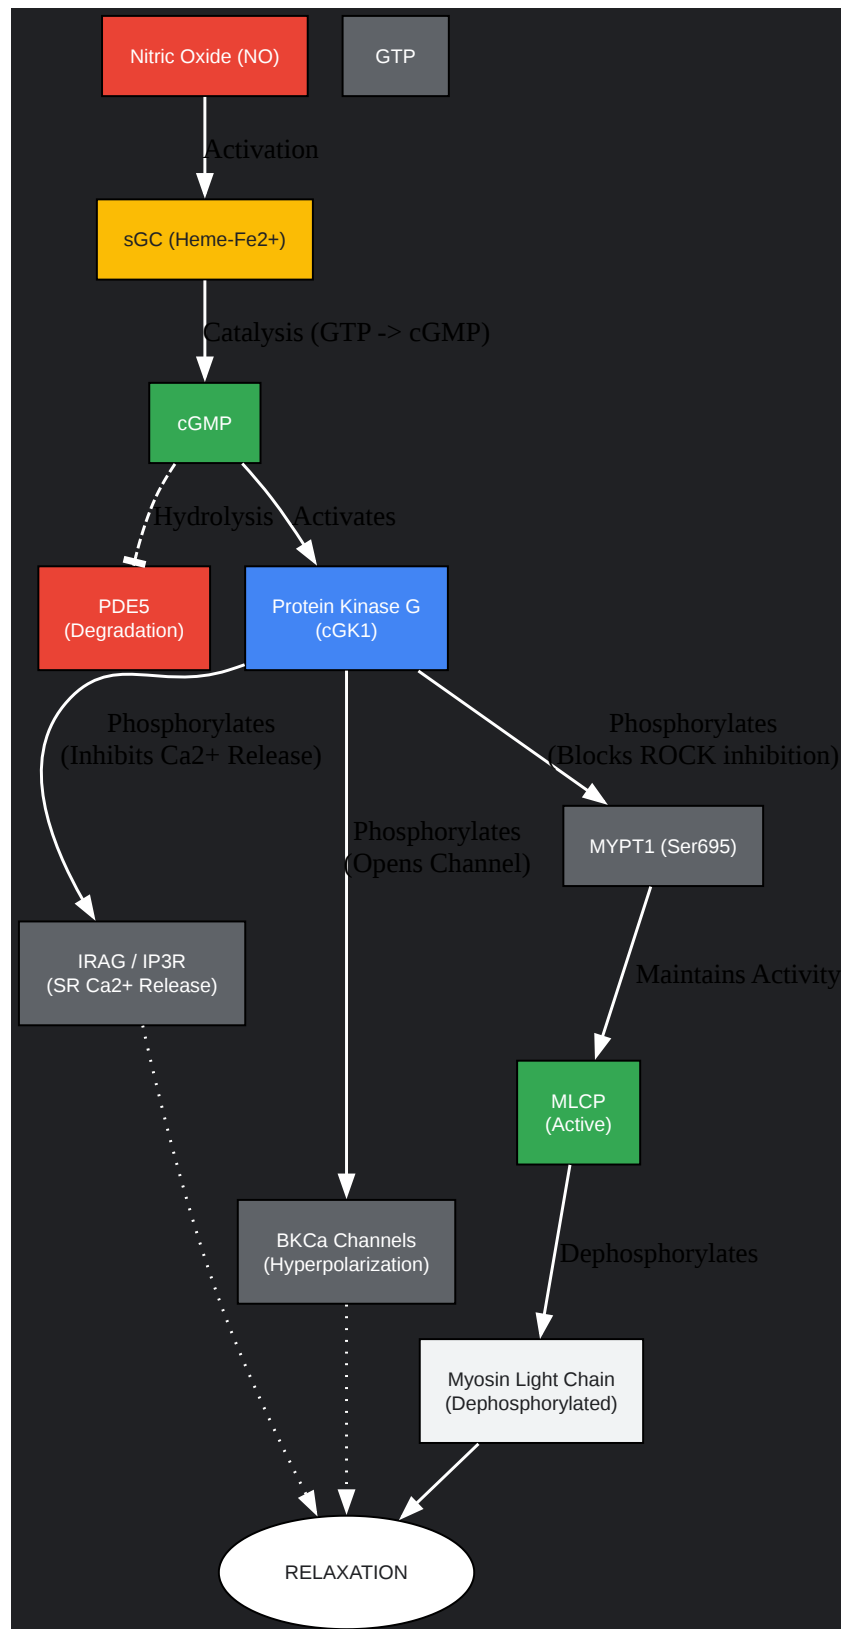 Nitric Oxide (NO)
GTP
Activation
sGC (Heme-Fe2+)
Catalysis (GTP -> cGMP)
cGMP
Hydrolysis
Activates
PDE5
(Degradation)
Protein Kinase G
(cGK1)
Phosphorylates
(Inhibits Ca2+ Release)
Phosphorylates
(Blocks ROCK inhibition)
Phosphorylates
(Opens Channel)
MYPT1 (Ser695)
IRAG / IP3R
(SR Ca2+ Release)
Maintains Activity
MLCP
(Active)
BKCa Channels
(Hyperpolarization)
Dephosphorylates
Myosin Light Chain
(Dephosphorylated)
RELAXATION